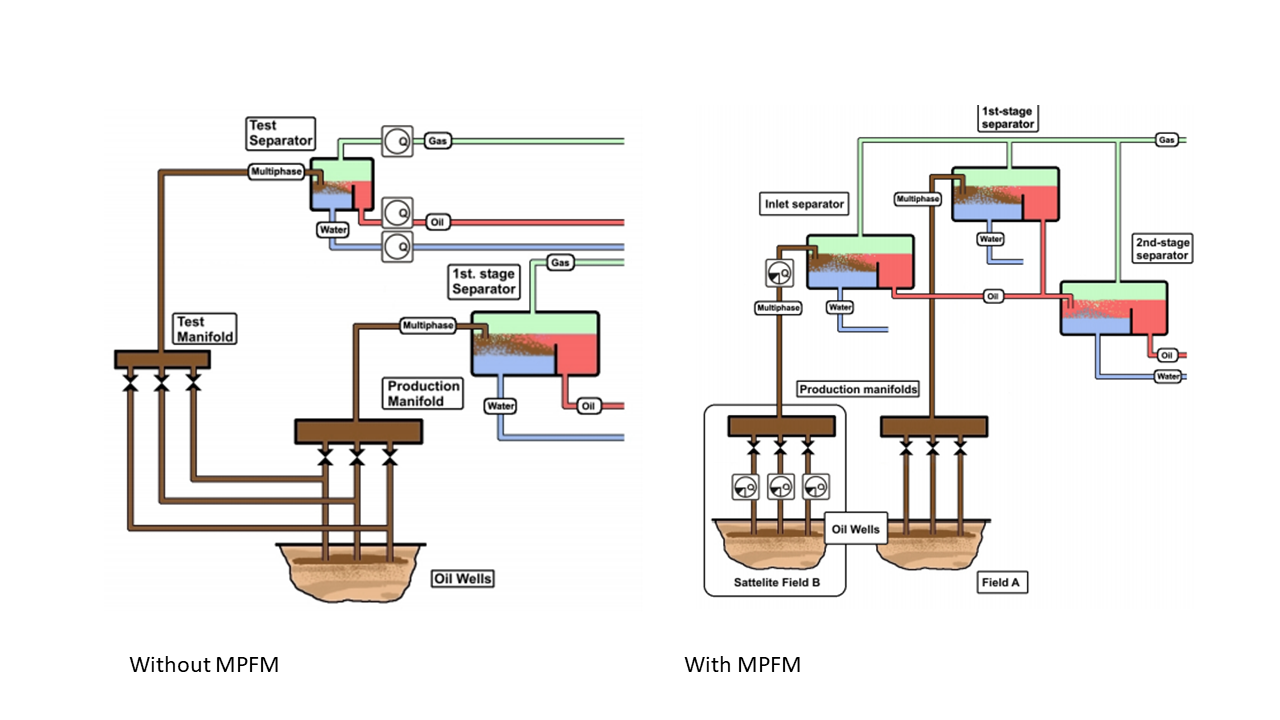 Test
Separator
Gas
Multiphase
Oil
Water
Gas
1st. stage
Separator
Test
Manifold
Multiphase
Production
Manifold
Water
Oil
Oil Wells
Without MPFM
1st-stage
separator
Gas
Multiphase
Inlet separator
Water
2nd-stage
separator
Oil
Multiphase
Water
Oil
Water
Production manifolds
Oil Wells
Sattelite Field B
Field A
With MPFM